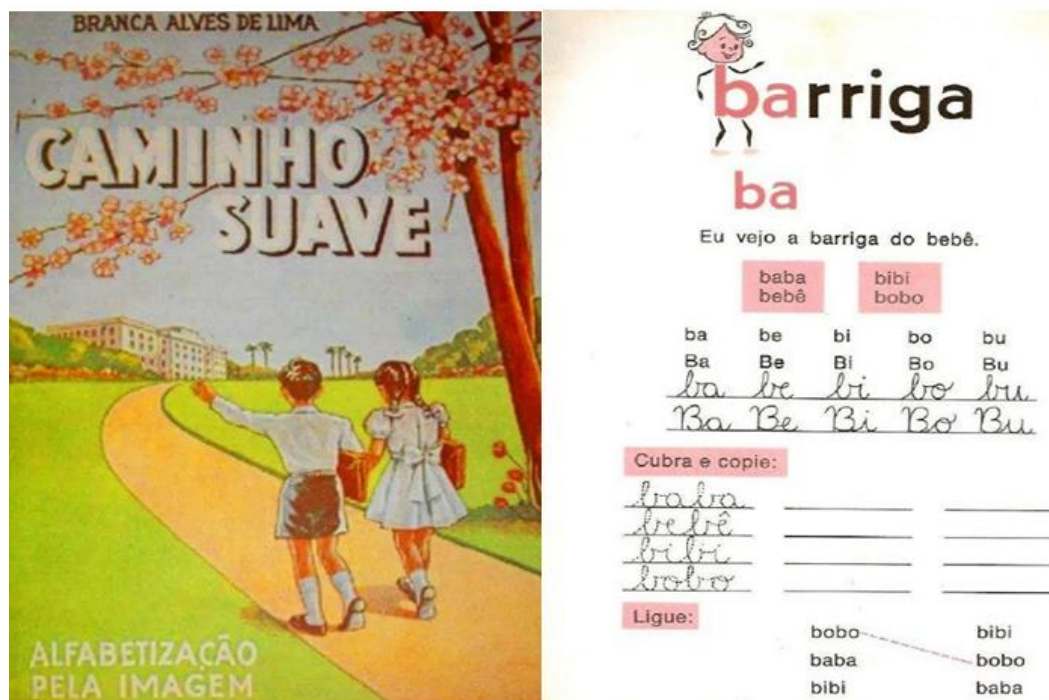 BRANCA ALVES DE LIMA
CAMINHO
SUAVE
ALFABETIZAÇÃO
PELA IMAGEM
barriga
ba
Eu vejo a barriga do bebê.
baba bibi
bebê bobo
ba be bi bo bu
Ba Be Bi Bo Bu
ba be bi bo bu
Ba Be Bi Bo Bu
Cubra e copie:
baba
bebê
bibi
bobo
Ligue:
bobo bibi
baba bobo
bibi baba